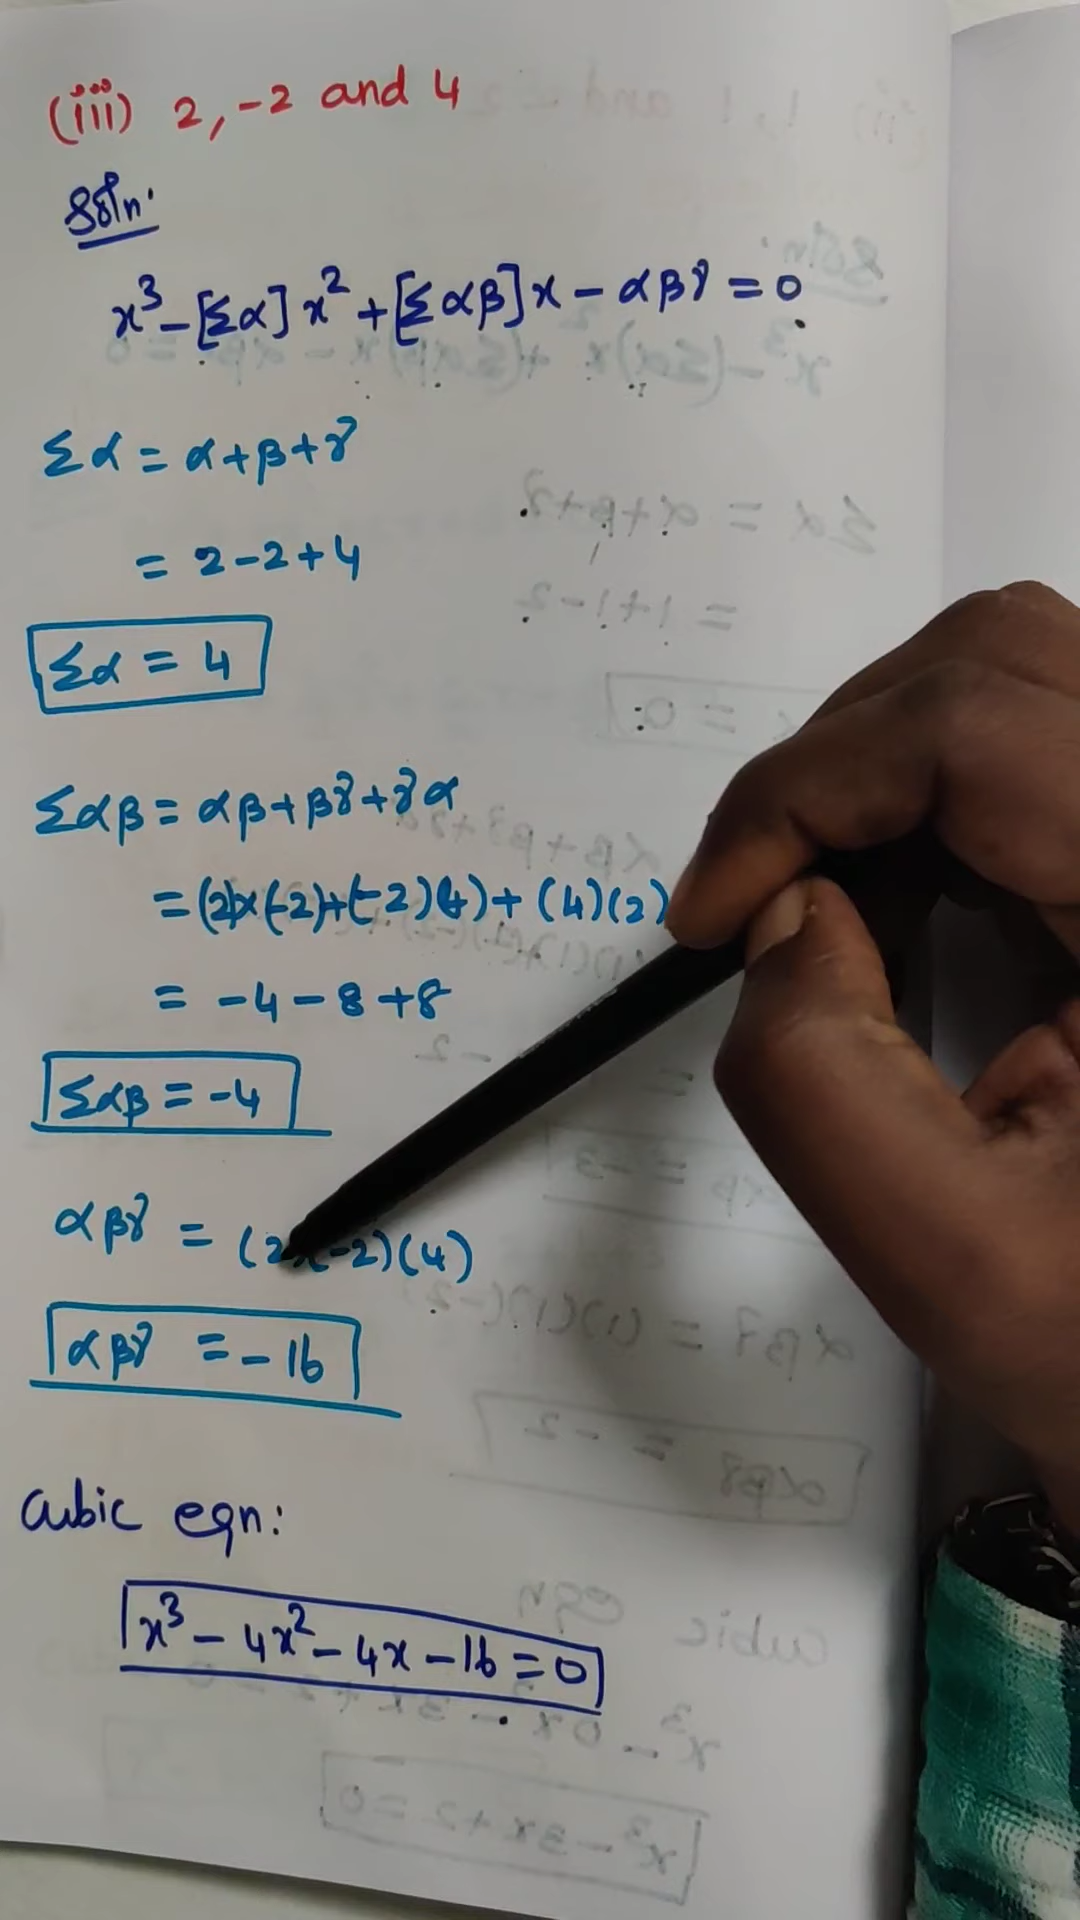 (iii) 2, -2 and 4
Soln:
x³ - [Σα] x² + [Σαβ]x - αβγ = 0
Σα = α+β+γ
= 2-2+4
Σα = 4
Σαβ = αβ+βγ+γα
= (2)x(-2)+(-2)(4)+(4)(2)
= -4-8+8
Σαβ = -4
αβγ = (2)(-2)(4)
αβγ = -16
Cubic eqn:
x³ - 4x² - 4x - 16 = 0